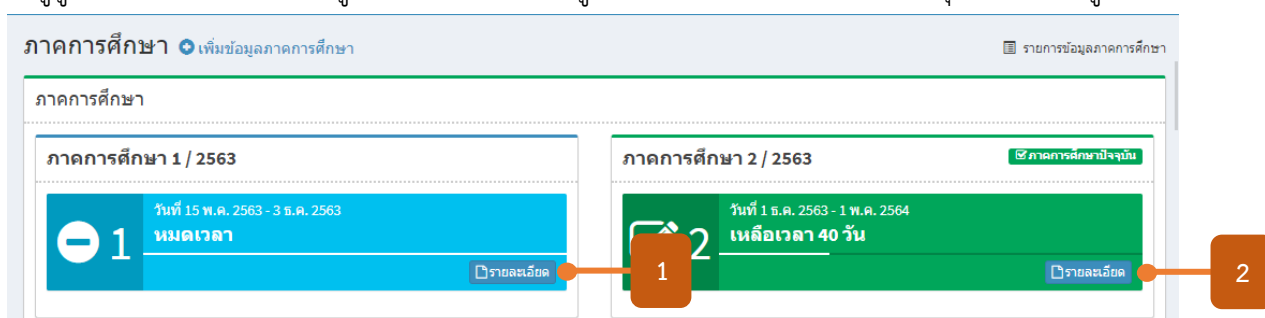 ภาคการศึกษา เพิ่มข้อมูลภาคการศึกษา
รายการข้อมูลภาคการศึกษา
ภาคการศึกษา
ภาคการศึกษา 1 / 2563
วันที่ 15 พ.ค. 2563 - 3 ธ.ค. 2563
1
หมดเวลา
รายละเอียด
1
ภาคการศึกษา 2 / 2563
ภาคการศึกษาปัจจุบัน
วันที่ 1 ธ.ค. 2563 - 1 พ.ค. 2564
2
เหลือเวลา 40 วัน
รายละเอียด
2